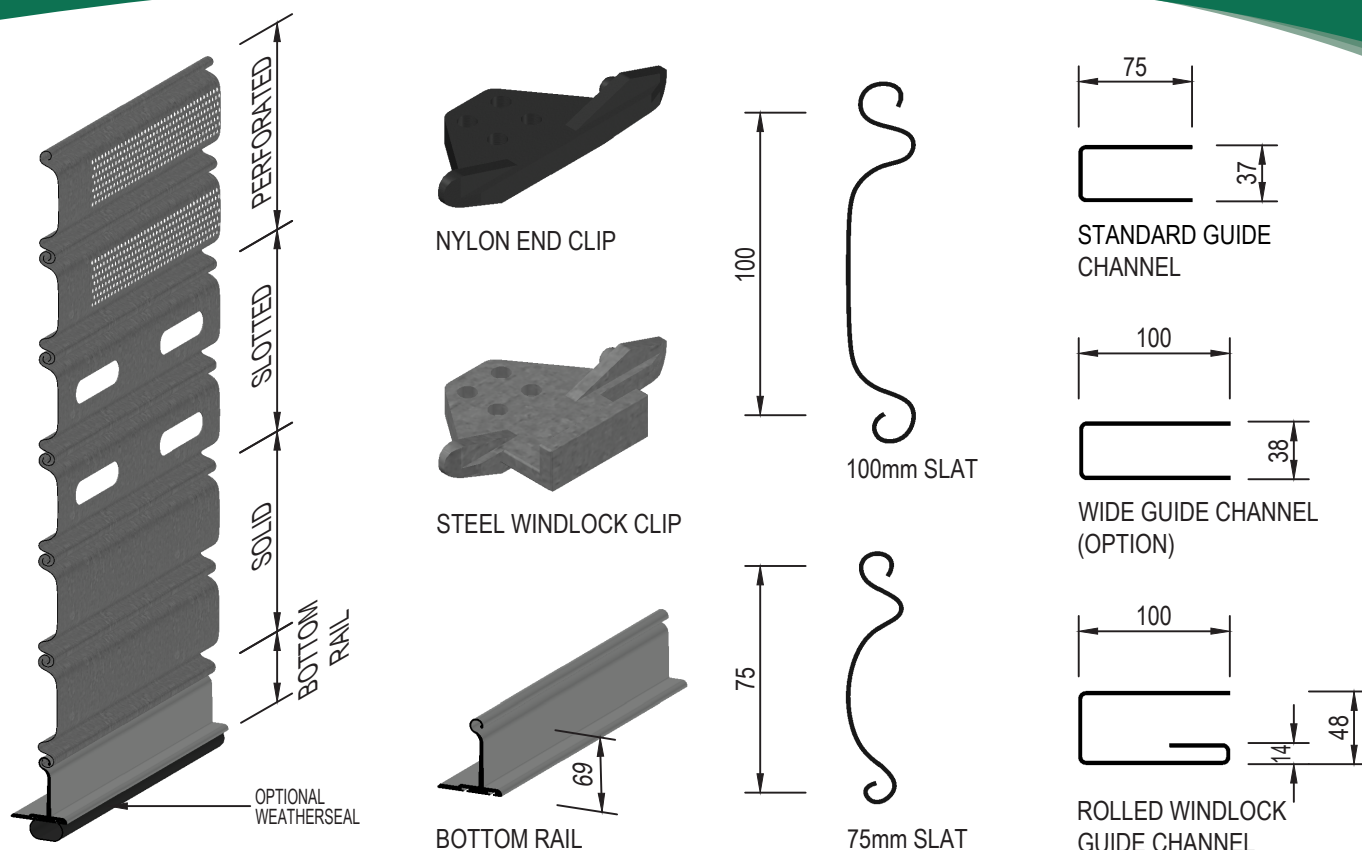 PERFORATED
SLOTTED
SOLID
BOTTOM
RAIL
OPTIONAL
WEATHERSEAL
NYLON END CLIP
STEEL WINDLOCK CLIP
69
BOTTOM RAIL
100
100mm SLAT
75
75mm SLAT
75
37
STANDARD GUIDE
CHANNEL
100
38
WIDE GUIDE CHANNEL
(OPTION)
100
14
48
ROLLED WINDLOCK
GUIDE CHANNEL